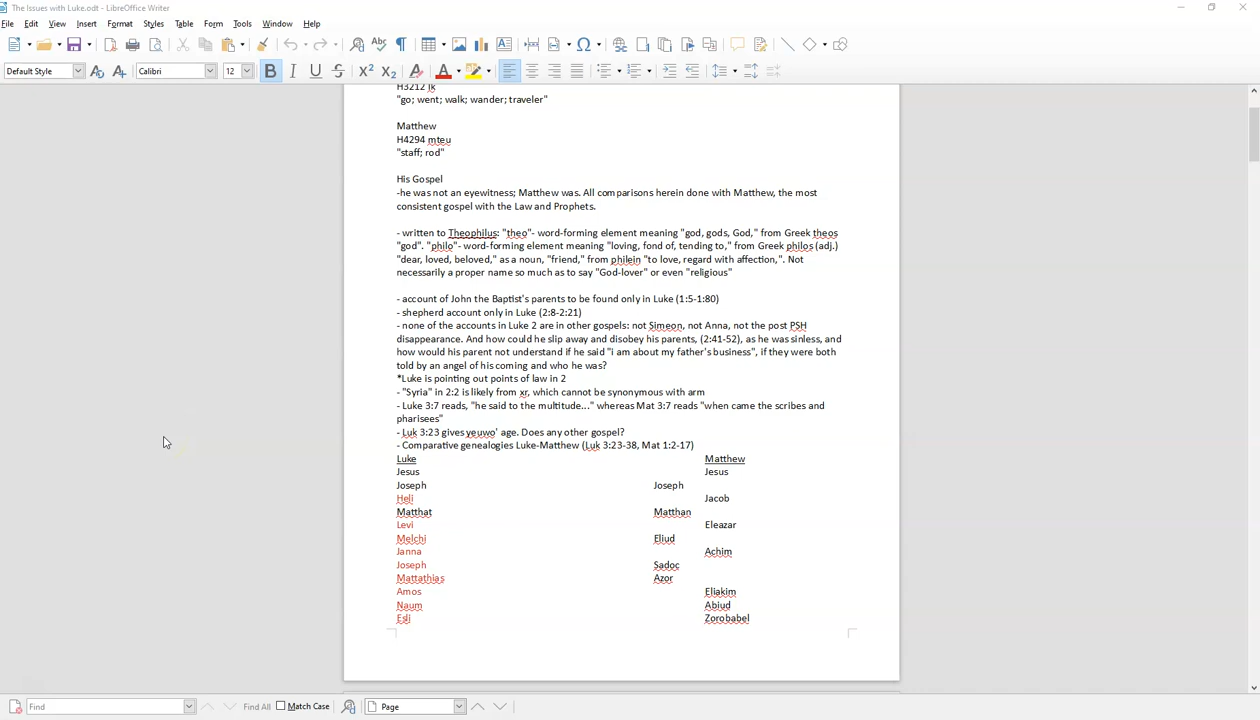 The Issues with Luke.odt - LibreOffice Writer
File Edit View Insert Format Styles Table Form Tools Window Help
Default Style Calibri 12
H3212 lk
"go; went; walk; wander; traveler"
Matthew
H4294 mteu
"staff; rod"
His Gospel
-he was not an eyewitness; Matthew was. All comparisons herein done with Matthew, the most
consistent gospel with the Law and Prophets.
- written to Theophilus: "theo"- word-forming element meaning "god, gods, God," from Greek theos
"god". "philo"- word-forming element meaning "loving, fond of, tending to," from Greek philos (adj.)
"dear, loved, beloved," as a noun, "friend," from philein "to love, regard with affection,". Not
necessarily a proper name so much as to say "God-lover" or even "religious"
- account of John the Baptist's parents to be found only in Luke (1:5-1:80)
- shepherd account only in Luke (2:8-2:21)
- none of the accounts in Luke 2 are in other gospels: not Simeon, not Anna, not the post PSH
disappearance. And how could he slip away and disobey his parents, (2:41-52), as he was sinless, and
how would his parent not understand if he said "i am about my father's business", if they were both
told by an angel of his coming and who he was?
*Luke is pointing out points of law in 2
- "Syria" in 2:2 is likely from xr, which cannot be synonymous with arm
- Luke 3:7 reads, "he said to the multitude..." whereas Mat 3:7 reads "when came the scribes and
pharisees"
- Luk 3:23 gives yeuwo' age. Does any other gospel?
- Comparative genealogies Luke-Matthew (Luk 3:23-38, Mat 1:2-17)
Luke Matthew
Jesus Jesus
Joseph Joseph
Heli Jacob
Matthat Matthan
Levi Eleazar
Melchi Eliud
Janna Achim
Joseph Sadoc
Mattathias Azor
Amos Eliakim
Naum Abiud
Esli Zorobabel
Find Find All Match Case Page